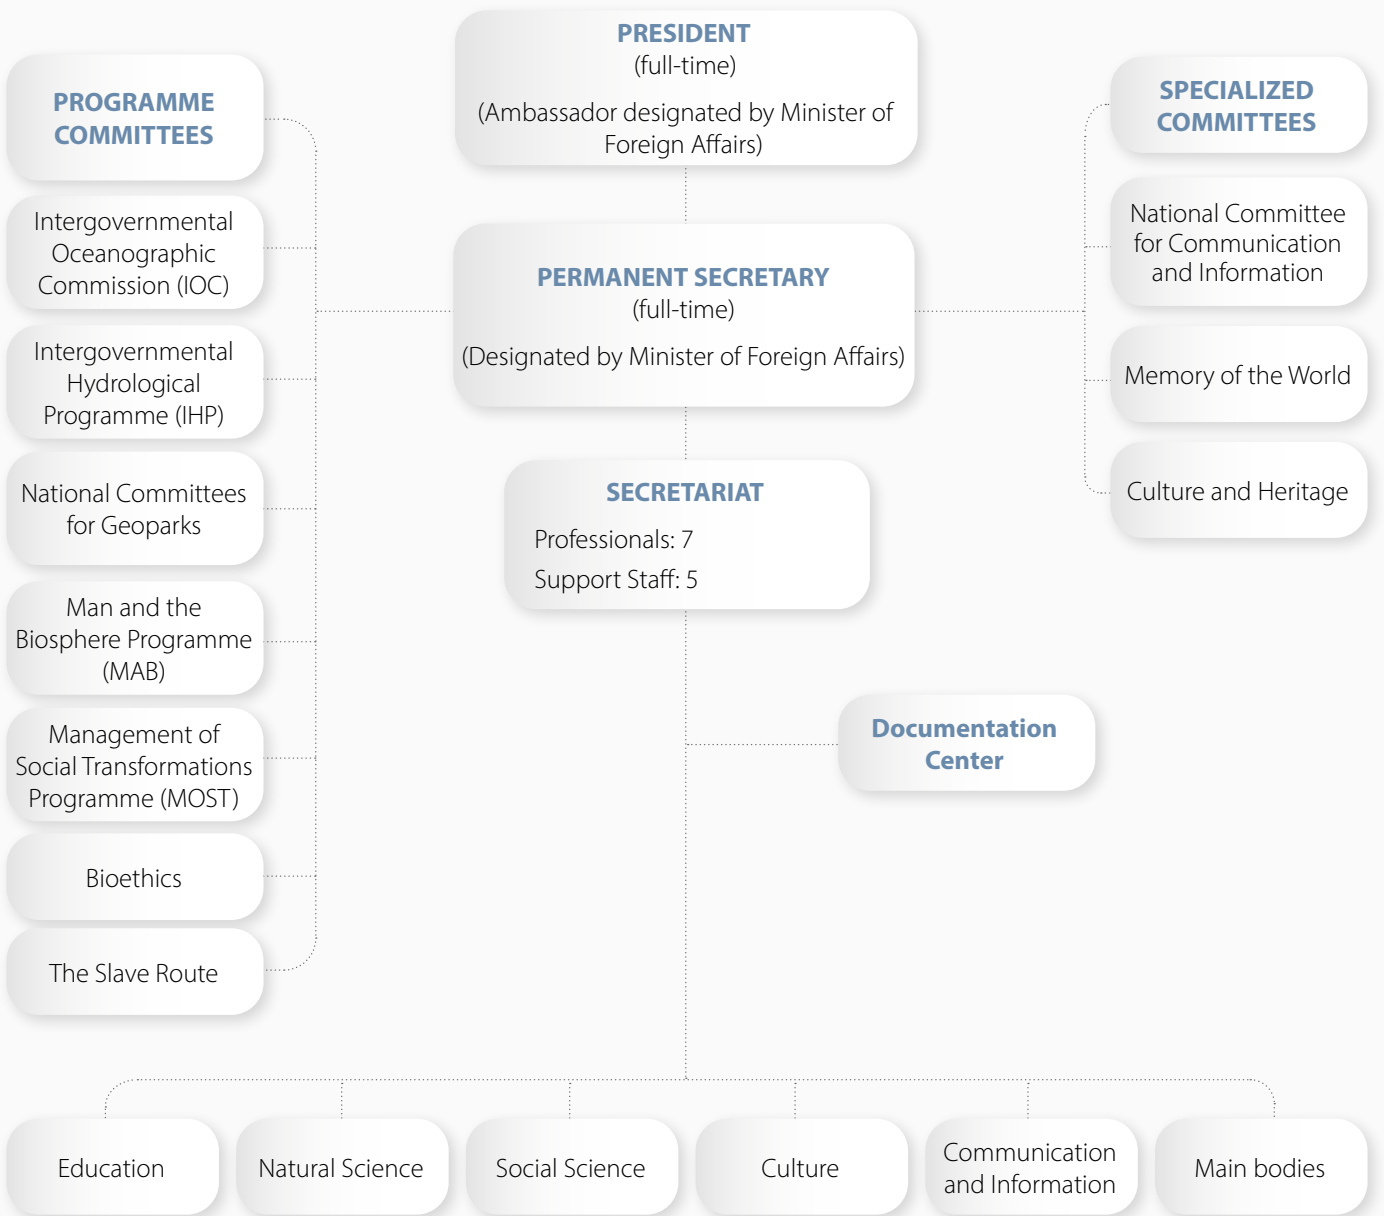 PRESIDENT
(full-time)
(Ambassador designated by Minister of
Foreign Affairs)
PROGRAMME
COMMITTEES
Intergovernmental
Oceanographic
Commission (IOC)
Intergovernmental
Hydrological
Programme (IHP)
National Committees
for Geoparks
Man and the
Biosphere Programme
(MAB)
Management of
Social Transformations
Programme (MOST)
Bioethics
The Slave Route
PERMANENT SECRETARY
(full-time)
(Designated by Minister of Foreign Affairs)
SECRETARIAT
Professionals: 7
Support Staff: 5
SPECIALIZED
COMMITTEES
National Committee
for Communication
and Information
Memory of the World
Culture and Heritage
Documentation
Center
Education
Natural Science
Social Science
Culture
Communication
and Information
Main bodies